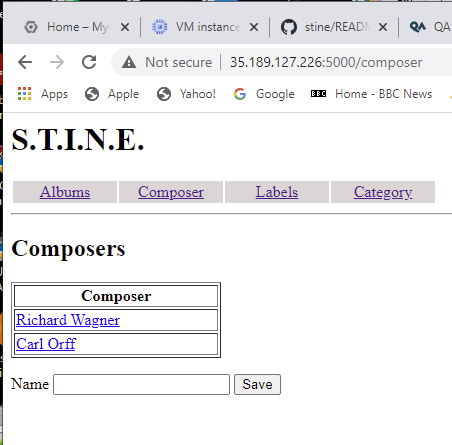 Home – My
VM instance
stine/READM
QA
Not secure | 35.189.127.226:5000/composer
Apps Apple Yahoo! Google BBC Home - BBC News
S.T.I.N.E.
Albums Composer Labels Category
Composers
Composer
Richard Wagner
Carl Orff
Name Save